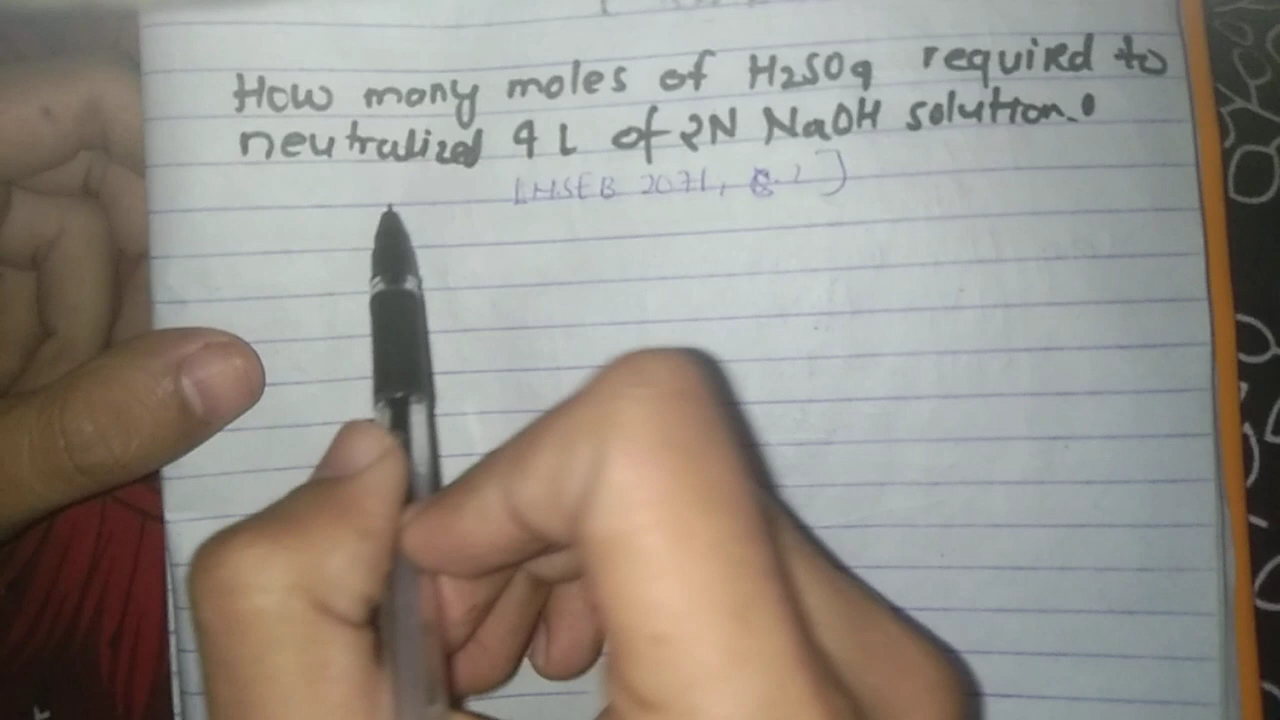 How many moles of H2SO4 required to
neutralized 4 L of 2N NaOH solution.
[HSEB 2071,